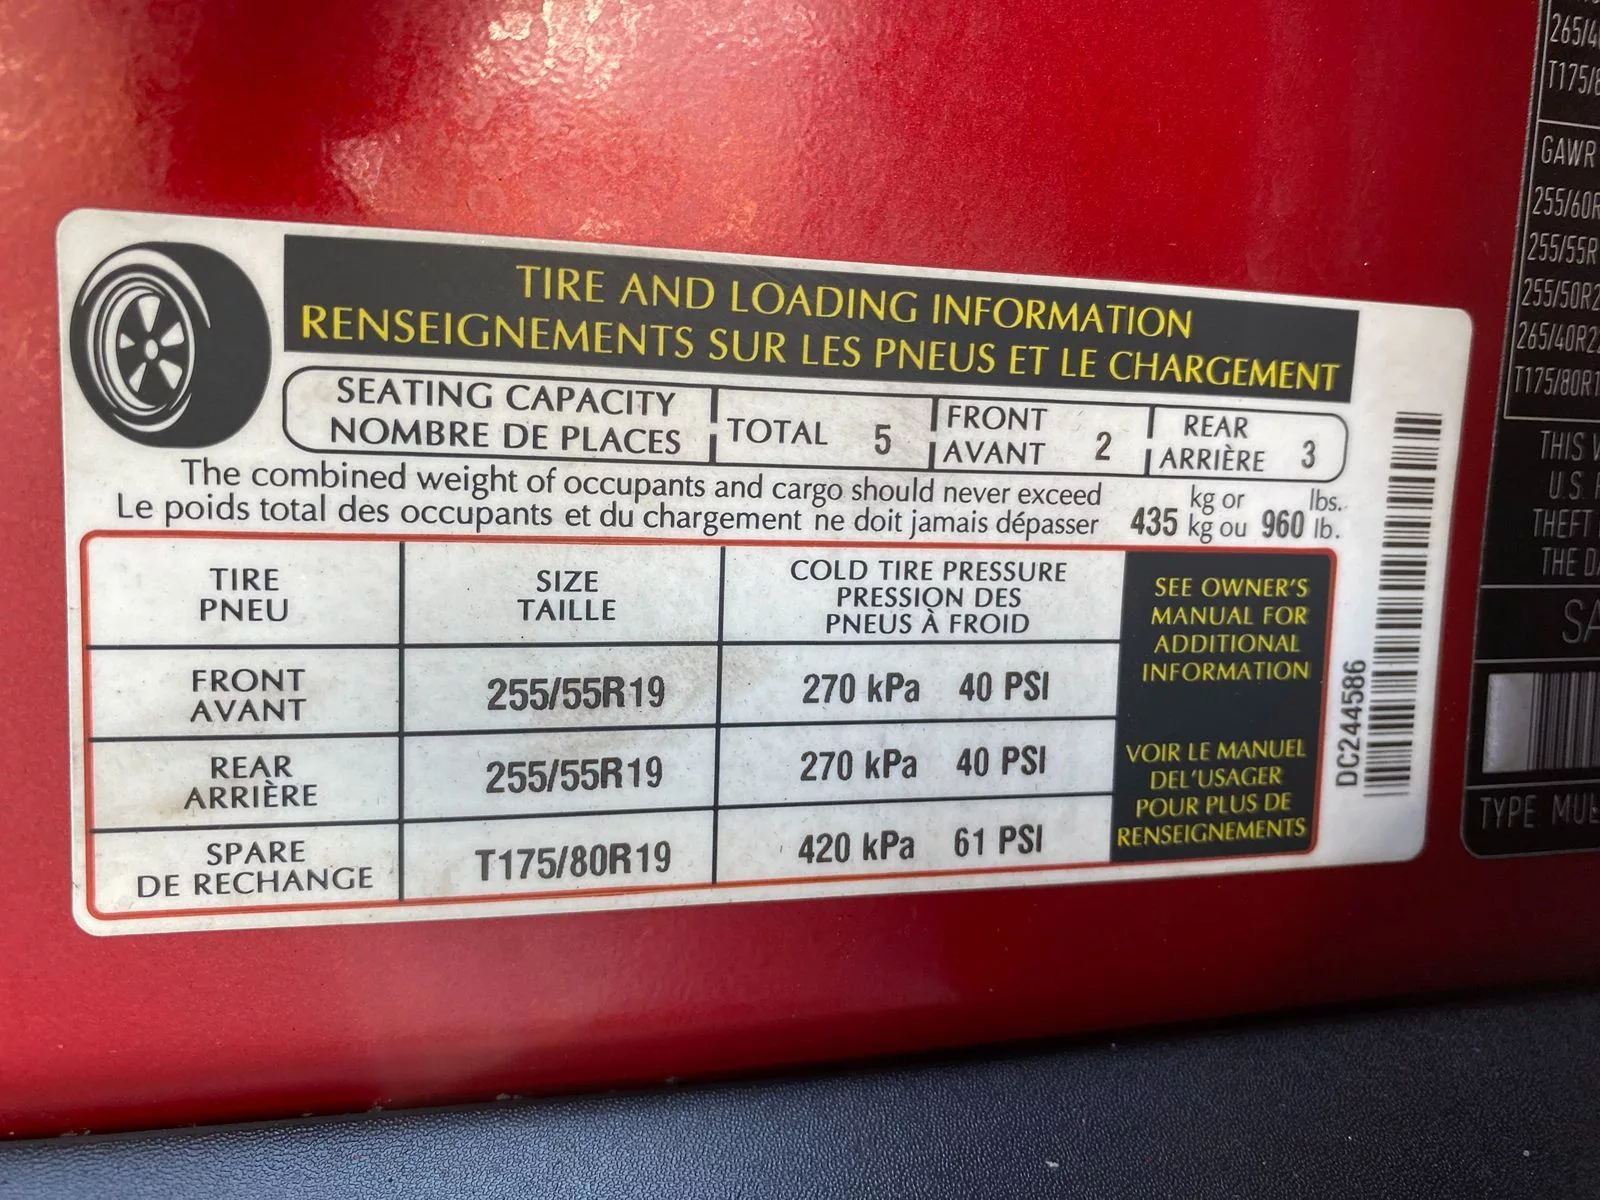 TIRE AND LOADING INFORMATION
RENSEIGNEMENTS SUR LES PNEUS ET LE CHARGEMENT
SEATING CAPACITY
NOMBRE DE PLACES
TOTAL 5
FRONT
AVANT 2
REAR
ARRIÈRE 3
The combined weight of occupants and cargo should never exceed kg or lbs.
Le poids total des occupants et du chargement ne doit jamais dépasser 435 kg ou 960 lb.
TIRE
PNEU
SIZE
TAILLE
COLD TIRE PRESSURE
PRESSION DES
PNEUS À FROID
FRONT
AVANT
255/55R19
270 kPa 40 PSI
REAR
ARRIÈRE
255/55R19
270 kPa 40 PSI
SPARE
DE RECHANGE
T175/80R19
420 kPa 61 PSI
SEE OWNER'S
MANUAL FOR
ADDITIONAL
INFORMATION
VOIR LE MANUEL
DEL'USAGER
POUR PLUS DE
RENSEIGNEMENTS
DC244586
GAWR
255/60R
255/55R
255/50R2
265/40R2
T175/80R1
THIS
U.S.
THEFT
THE
TYPE